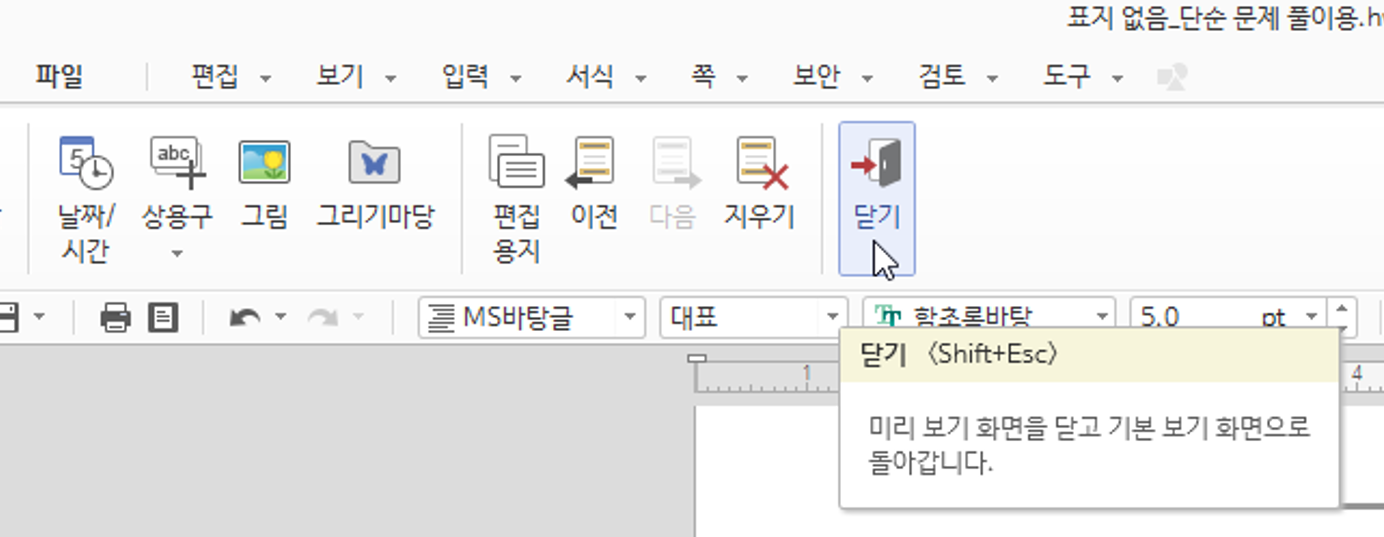 표지 없음_단순 문제 풀이용.h
파일 편집 보기 입력 서식 쪽 보안 검토 도구
5 abc
날짜/ 상용구 그림 그리기마당 편집 이전 다음 지우기 닫기
시간 용지
MS바탕글 대표 함초롬바탕 5.0 pt
닫기 〈Shift+Esc〉
1 4
미리 보기 화면을 닫고 기본 보기 화면으로
돌아갑니다.